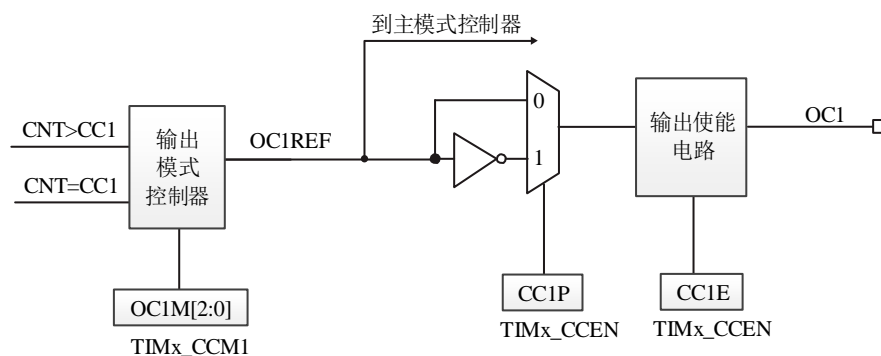 到主模式控制器
CNT>CC1
CNT=CC1
输出
模式
控制器
OC1REF
0
1
输出使能
电路
OC1
OC1M[2:0]
TIMx_CCM1
CC1P
TIMx_CCEN
CC1E
TIMx_CCEN